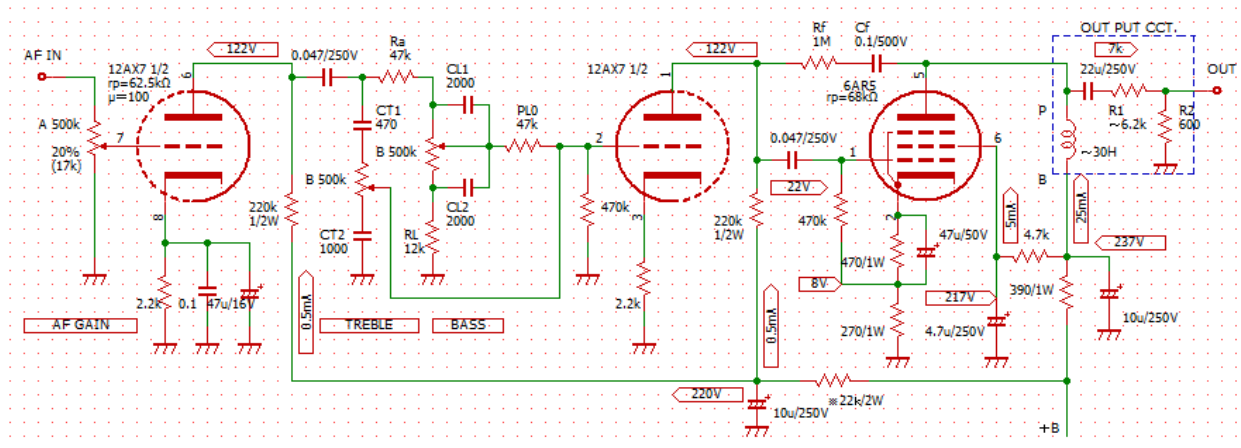 AF IN
122V
12AX7 1/2
rp=62.5kΩ
μ=100
6
7
8
A 500k
20%
(17k)
2.2k
0.1
47u/16V
AF GAIN
220k
1/2W
0.5mA
0.047/250V
Ra
47k
CT1
470
B 500k
CT2
1000
TREBLE
CL1
2000
B 500k
CL2
2000
RL
12k
BASS
PL0
47k
470k
12AX7 1/2
122V
1
2
3
2.2k
220k
1/2W
0.5mA
220V
10u/250V
※22k/2W
Rf
1M
Cf
0.1/500V
6AR5
rp=68kΩ
5
0.047/250V
22V
1
6
2
470k
47u/50V
470/1W
8V
270/1W
217V
4.7u/250V
5mA
4.7k
25mA
237V
390/1W
10u/250V
+B
OUT PUT CCT.
7k
22u/250V
OUT
P
R1
~6.2k
R2
600
~30H
B